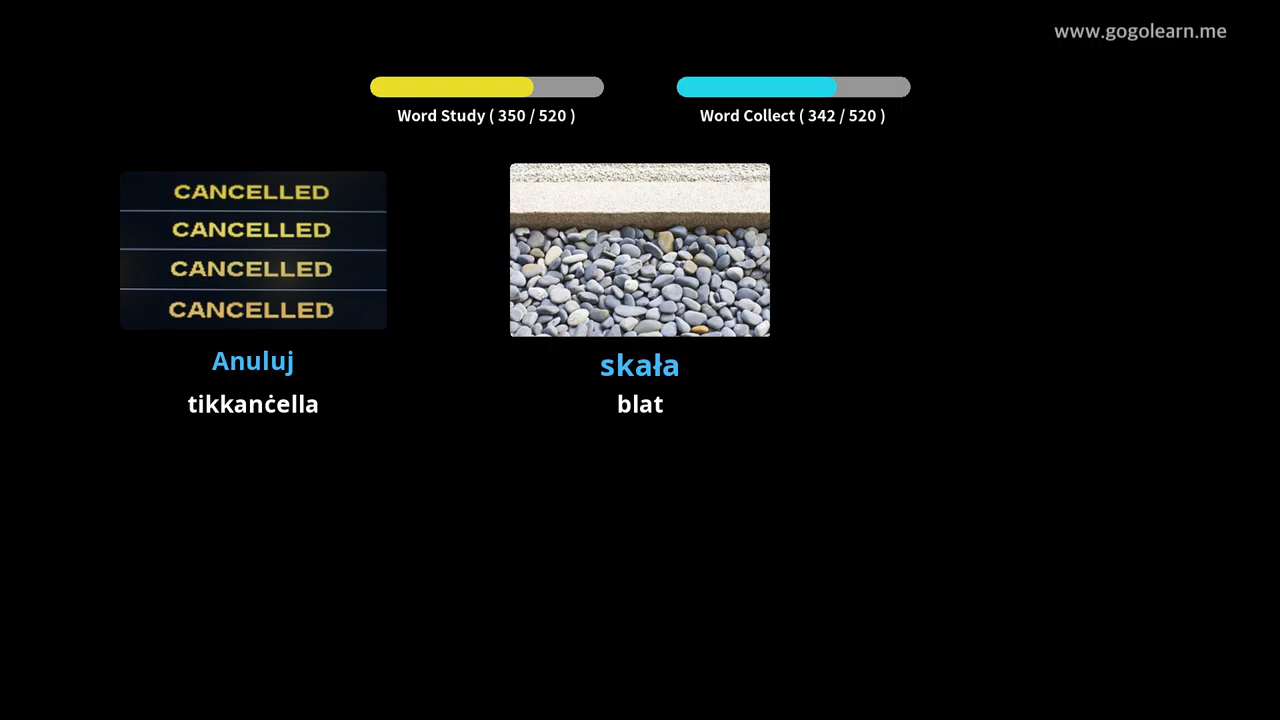 www.gogolearn.me
Word Study ( 350 / 520 )
Word Collect ( 342 / 520 )
CANCELLED
CANCELLED
CANCELLED
CANCELLED
Anuluj
tikkanċella
skała
blat